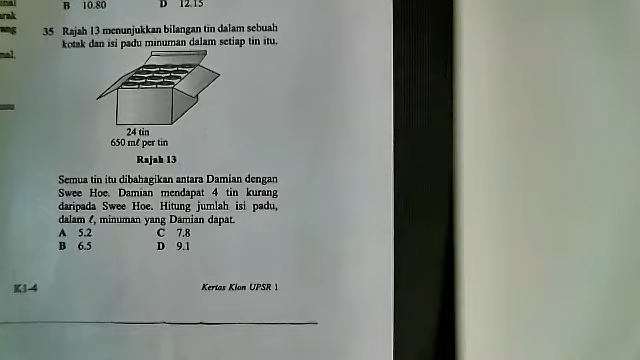 B 10.80 D 12.15
35 Rajah 13 menunjukkan bilangan tin dalam sebuah
kotak dan isi padu minuman dalam setiap tin itu.
24 tin
650 mℓ per tin
Rajah 13
Semua tin itu dibahagikan antara Damian dengan
Swee Hoe. Damian mendapat 4 tin kurang
daripada Swee Hoe. Hitung jumlah isi padu,
dalam ℓ, minuman yang Damian dapat.
A 5.2 C 7.8
B 6.5 D 9.1
K1-4 Kertas Klon UPSR 1